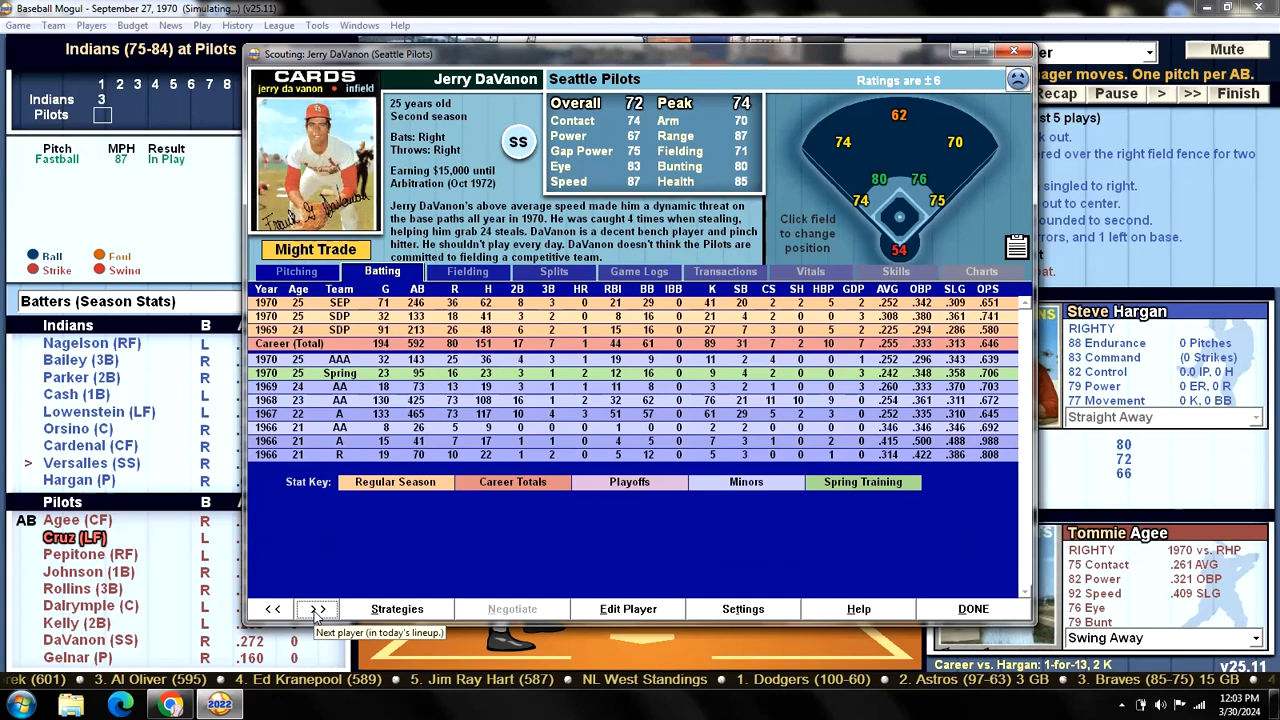 Baseball Mogul - September 27, 1970 (Simulating...) (v25.11)
Game Team Players Budget News Play History League Tools Windows Help
Indians (75-84) at Pilots
1 2 3 4 5 6 7 8
Indians 3
Pilots
Pitch MPH Result
Fastball 87 In Play
Ball Foul
Strike Swing
Batters (Season Stats)
Indians B
Nagelson (RF) L
Bailey (3B) L
Parker (2B) R
Cash (1B) L
Lowenstein (LF) L
Orsino (C) R
Cardenal (CF) R
> Versalles (SS) R
Hargan (P) R
Pilots B
AB Agee (CF) R
Cruz (LF) L
Pepitone (RF) L
Johnson (1B) L
Rollins (3B) R
Dalrymple (C) L
Kelly (2B) R
DaVanon (SS) R .272 0
Gelnar (P) R .160 0
Scouting: Jerry DaVanon (Seattle Pilots)
CARDS
jerry da vanon • infield
Jerry DaVanon
25 years old
Second season
Bats: Right
Throws: Right
Earning $15,000 until
Arbitration (Oct 1972)
SS
Seattle Pilots Ratings are ± 6
Overall 72 Peak 74
Contact 74 Arm 70
Power 67 Range 87
Gap Power 75 Fielding 71
Eye 83 Bunting 80
Speed 87 Health 85
Jerry DaVanon's above average speed made him a dynamic threat on
the base paths all year in 1970. He was caught 4 times when stealing,
helping him grab 24 steals. DaVanon is a decent bench player and pinch
hitter. He shouldn't play every day. DaVanon doesn't think the Pilots are
committed to fielding a competitive team.
Might Trade
62
74 70
80 76
74 75
54
Click field
to change
position
Pitching Batting Fielding Splits Game Logs Transactions Vitals Skills Charts
Year Age Team G AB R H 2B 3B HR RBI BB IBB K SB CS SH HBP GDP AVG OBP SLG OPS
1970 25 SEP 71 246 36 62 8 3 0 21 29 0 41 20 2 2 5 2 .252 .342 .309 .651
1970 25 SDP 32 133 18 41 3 2 0 8 16 0 21 4 2 0 0 2 .308 .380 .361 .741
1969 24 SDP 91 213 26 48 6 2 1 15 16 0 27 7 3 0 5 3 .225 .294 .286 .580
Career (Total) 194 592 80 151 17 7 1 44 61 0 89 31 7 2 10 7 .255 .333 .313 .646
1970 25 AAA 32 143 25 36 4 3 1 19 9 0 11 2 4 0 0 1 .252 .296 .343 .639
1970 25 Spring 23 95 16 23 3 1 2 12 16 0 9 4 2 0 0 3 .242 .348 .358 .706
1969 24 AA 18 73 13 19 3 1 1 11 8 0 3 2 1 0 0 2 .260 .333 .370 .703
1968 23 AA 130 425 73 108 16 1 2 32 62 0 76 21 11 10 9 9 .254 .361 .311 .672
1967 22 A 133 465 73 117 10 4 3 51 57 0 61 29 5 2 3 0 .252 .335 .310 .645
1966 21 AA 8 26 5 9 0 0 0 1 0 0 2 1 0 0 0 0 .346 .346 .346 .692
1966 21 A 15 41 7 17 1 1 0 4 5 0 7 3 1 0 2 0 .415 .500 .488 .988
1966 21 R 19 70 10 22 1 2 0 5 12 0 5 3 0 0 1 0 .314 .422 .386 .808
Stat Key: Regular Season Career Totals Playoffs Minors Spring Training
<< >> Strategies Negotiate Edit Player Settings Help DONE
Next player (in today's lineup.)
Mute
ager moves. One pitch per AB.
Recap Pause > >> Finish
st 5 plays)
k out.
ered over the right field fence for two
singled to right.
out to center.
ounded to second.
rrors, and 1 left on base.
Steve Hargan
RIGHTY
88 Endurance 0 Pitches
83 Command (0 Strikes)
82 Control 0.0 IP, 0 H
79 Power 0 ER, 0 R
77 Movement 0 K, 0 BB
Straight Away
80
72
66
Tommie Agee
RIGHTY 1970 vs. RHP
75 Contact .261 AVG
82 Power .321 OBP
92 Speed .409 SLG
76 Eye
79 Bunt
Swing Away
Career vs. Hargan: 1-for-13, 2 K v25.11
rek (601) 3. Al Oliver (595) 4. Ed Kranepool (589) 5. Jim Ray Hart (587) NL West Standings 1. Dodgers (100-60) 2. Astros (97-63) 3 GB 3. Braves (85-75) 15 GB
2022
12:03 PM
3/30/2024